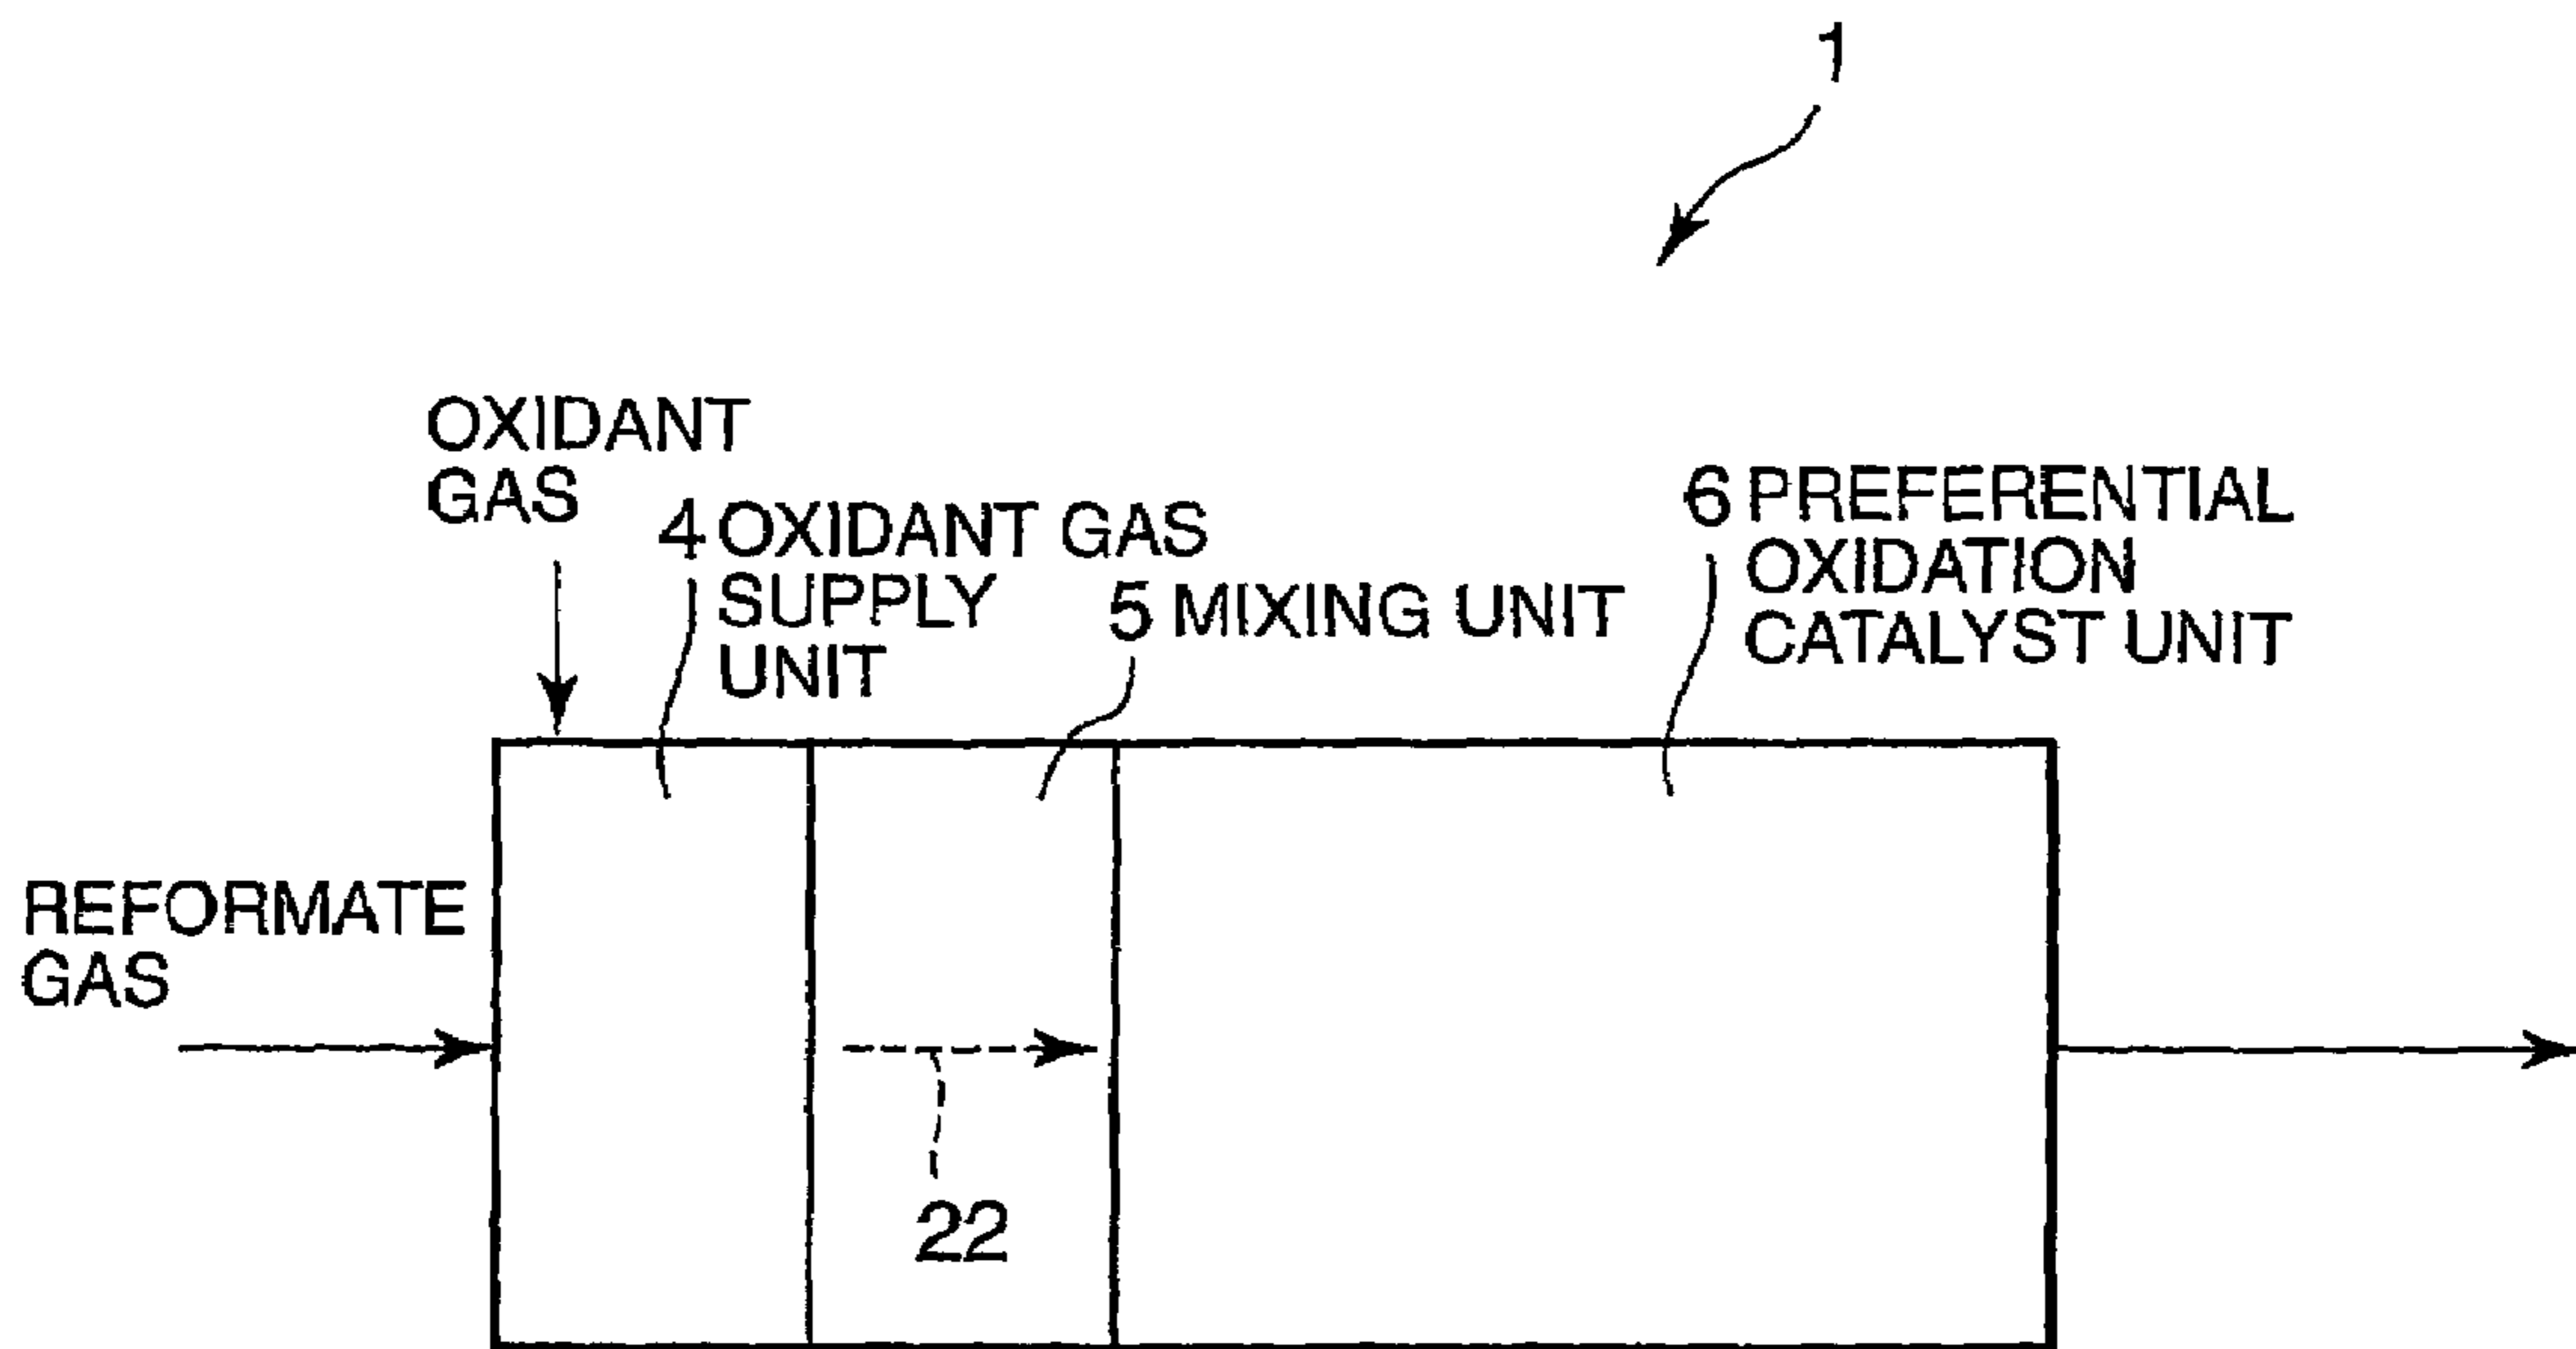 1
OXIDANT
GAS
4 OXIDANT GAS
SUPPLY
UNIT
5 MIXING UNIT
6 PREFERENTIAL
OXIDATION
CATALYST UNIT
REFORMATE
GAS
22